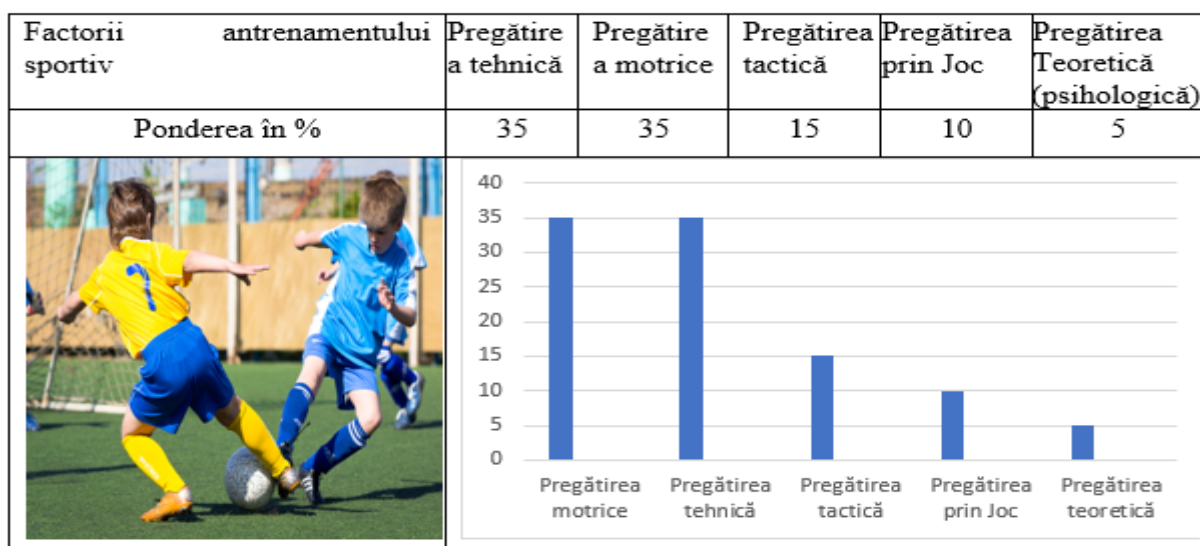 Factorii antrenamentului
sportiv
Pregătire
a tehnică
Pregătire
a motrice
Pregătirea
tactică
Pregătirea
prin Joc
Pregătirea
Teoretică
(psihologică)
Ponderea în %
35
35
15
10
5
7
40
35
30
25
20
15
10
5
0
Pregătirea
motrice
Pregătirea
tehnică
Pregătirea
tactică
Pregătirea
prin Joc
Pregătirea
teoretică